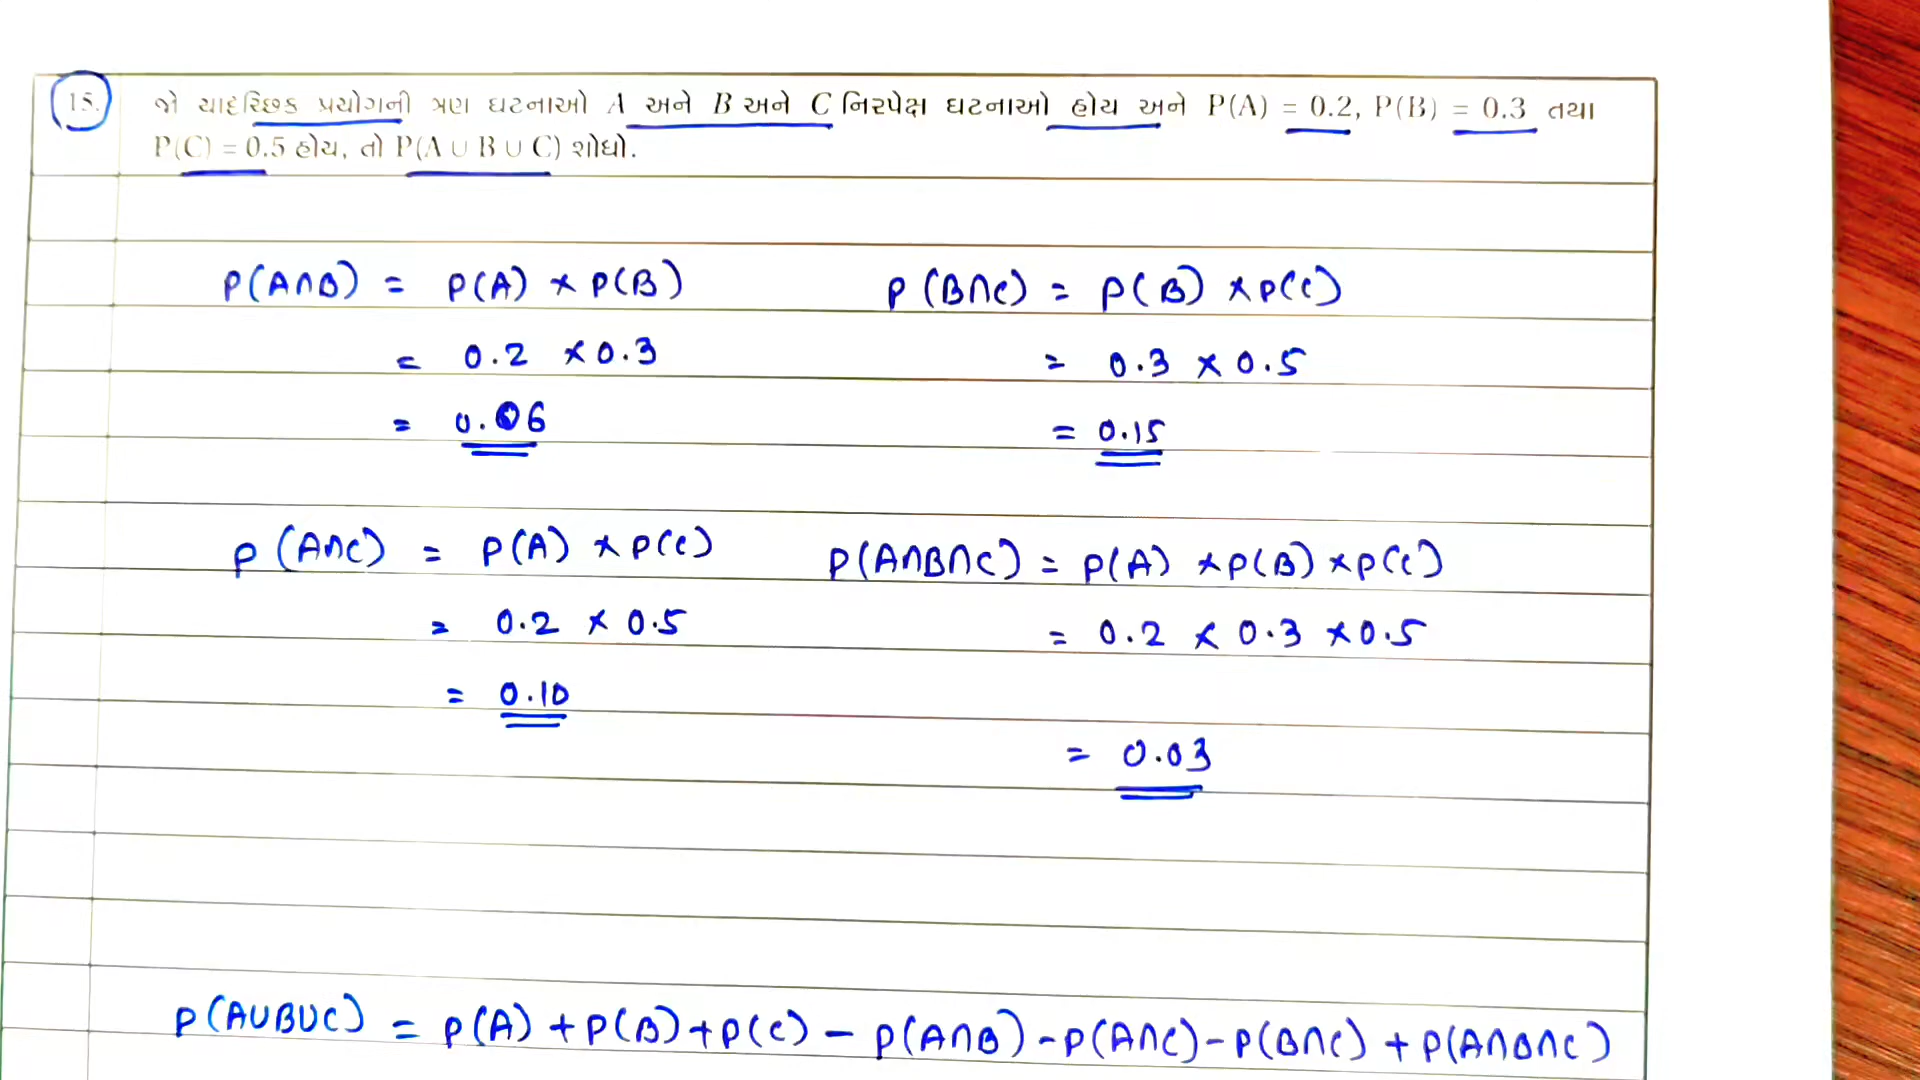 15. જો યાદચ્છિક પ્રયોગની ત્રણ ઘટનાઓ A અને B અને C નિરપેક્ષ ઘટનાઓ હોય અને P(A) = 0.2, P(B) = 0.3 તથા
P(C) = 0.5 હોય, તો P(A ∪ B ∪ C) શોધો.
P(A∩B) = P(A) × P(B)
= 0.2 × 0.3
= 0.06
P(B∩C) = P(B) × P(C)
= 0.3 × 0.5
= 0.15
P(A∩C) = P(A) × P(C)
= 0.2 × 0.5
= 0.10
P(A∩B∩C) = P(A) × P(B) × P(C)
= 0.2 × 0.3 × 0.5
= 0.03
P(A∪B∪C) = P(A) + P(B) + P(C) - P(A∩B) - P(A∩C) - P(B∩C) + P(A∩B∩C)